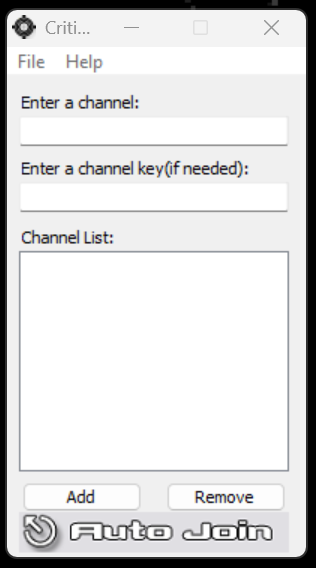 Criti...
File Help
Enter a channel:
Enter a channel key(if needed):
Channel List:
Add Remove
Auto Join